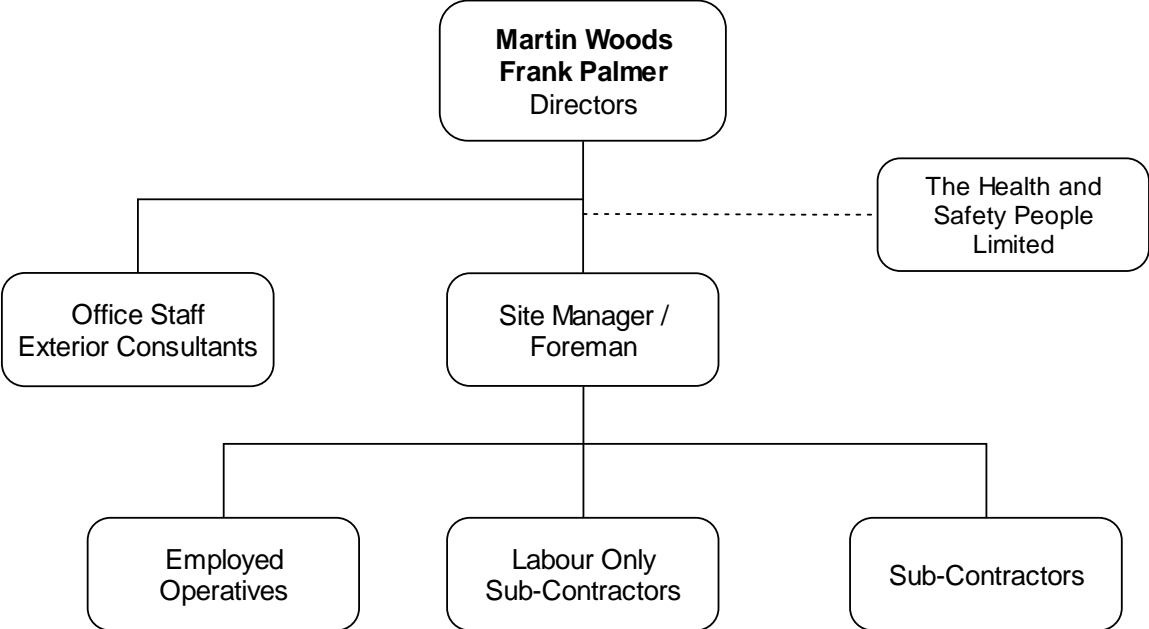 Martin Woods
Frank Palmer
Directors
The Health and
Safety People
Limited
Office Staff
Exterior Consultants
Site Manager /
Foreman
Employed
Operatives
Labour Only
Sub-Contractors
Sub-Contractors